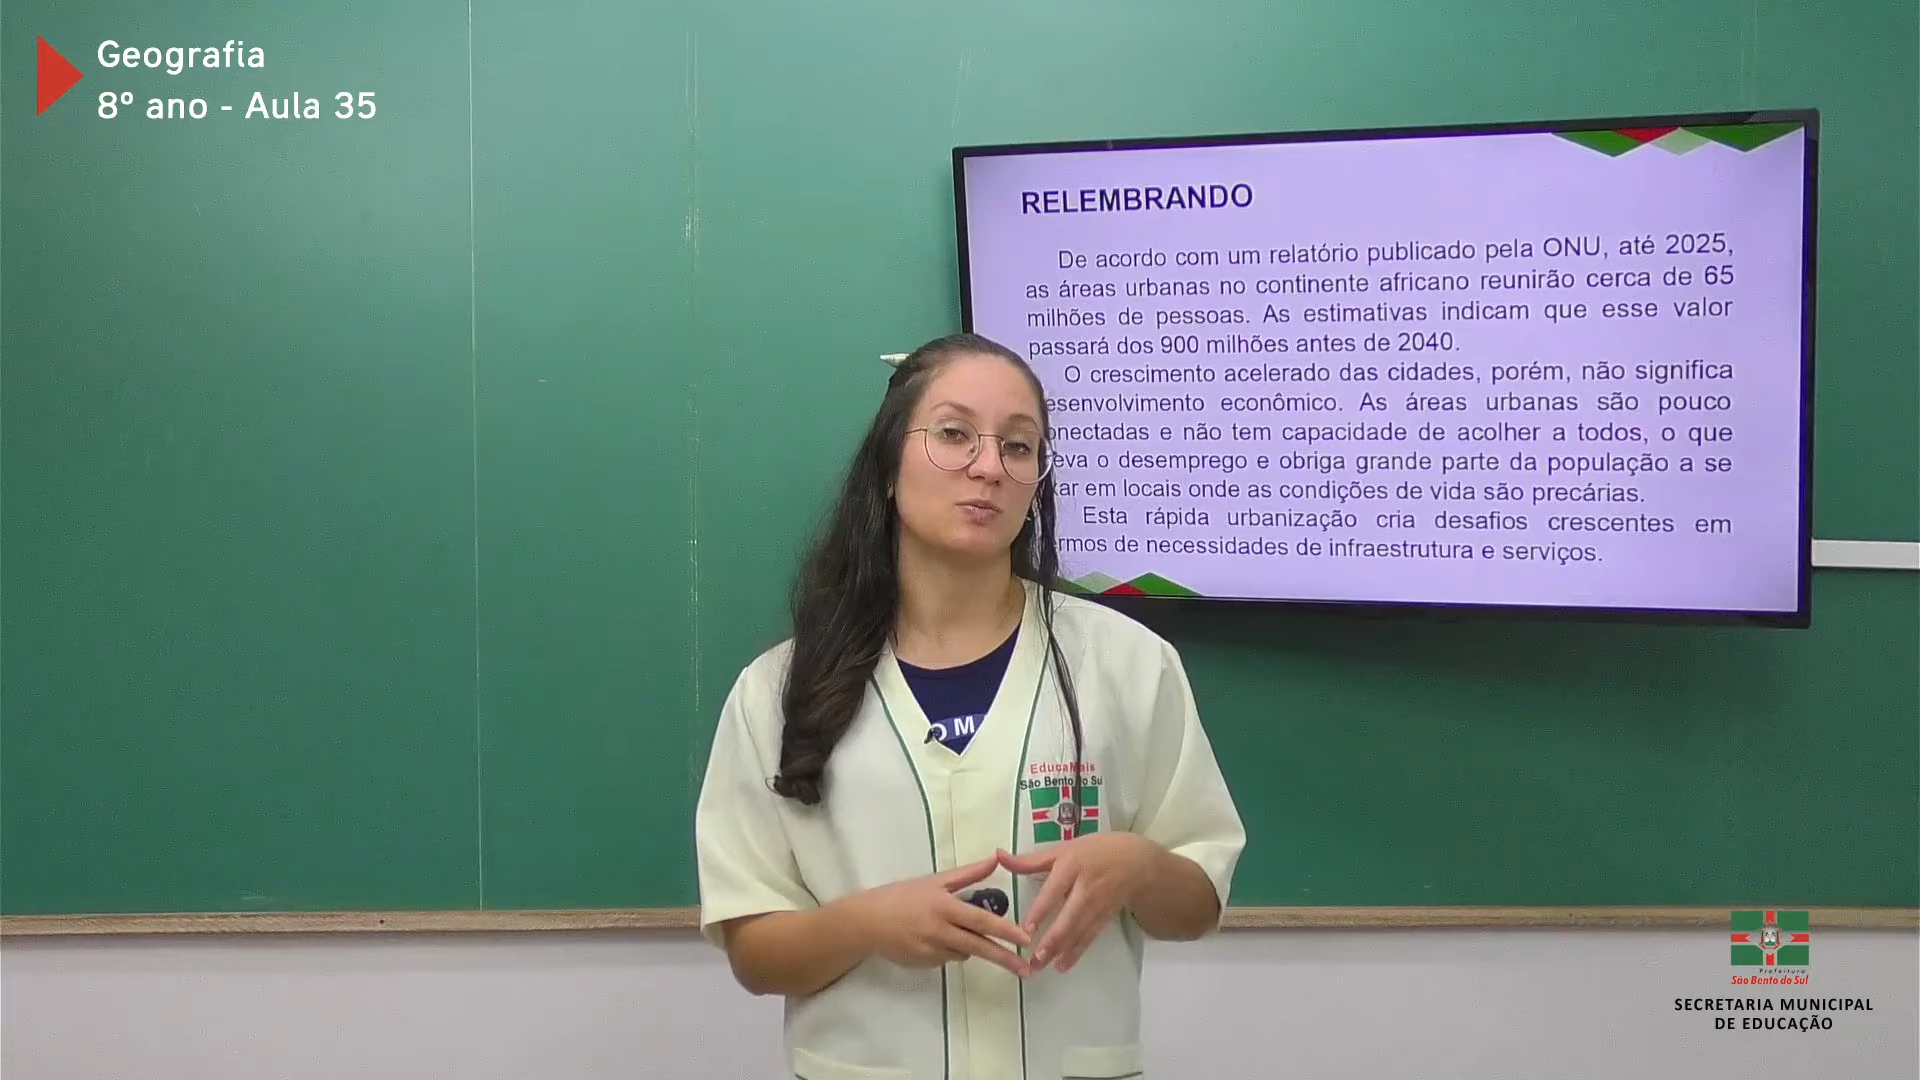 Geografia
8º ano - Aula 35
RELEMBRANDO
De acordo com um relatório publicado pela ONU, até 2025,
as áreas urbanas no continente africano reunirão cerca de 65
milhões de pessoas. As estimativas indicam que esse valor
passará dos 900 milhões antes de 2040.
O crescimento acelerado das cidades, porém, não significa
esenvolvimento econômico. As áreas urbanas são pouco
onectadas e não tem capacidade de acolher a todos, o que
eva o desemprego e obriga grande parte da população a se
xar em locais onde as condições de vida são precárias.
Esta rápida urbanização cria desafios crescentes em
rmos de necessidades de infraestrutura e serviços.
OM
EducaMais
São Bento do Su
Prefeitura
São Bento do Sul
SECRETARIA MUNICIPAL
DE EDUCAÇÃO